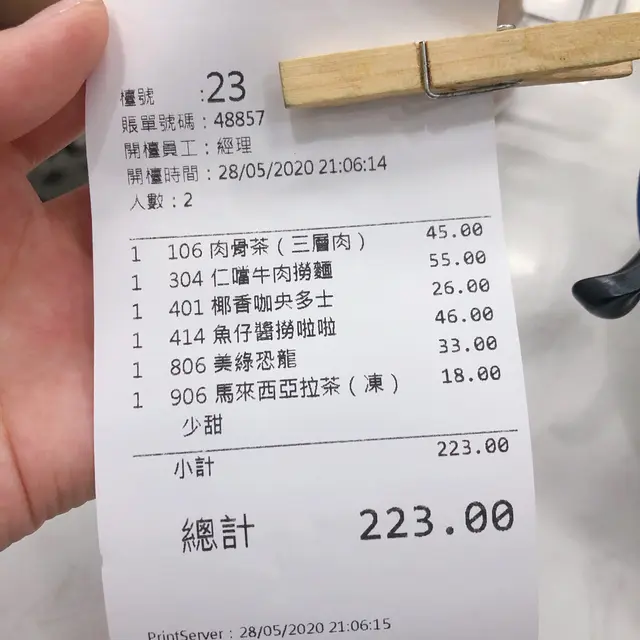 檯號 :23
賬單號碼：48857
開檯員工：經理
開檯時間：28/05/2020 21:06:14
人數：2
1 106 肉骨茶（三層肉） 45.00
1 304 仁噹牛肉撈麵 55.00
1 401 椰香咖央多士 26.00
1 414 魚仔醬撈啦啦 46.00
1 806 美綠恐龍 33.00
1 906 馬來西亞拉茶（凍） 18.00
少甜
小計 223.00
總計 223.00
PrintServer：28/05/2020 21:06:15